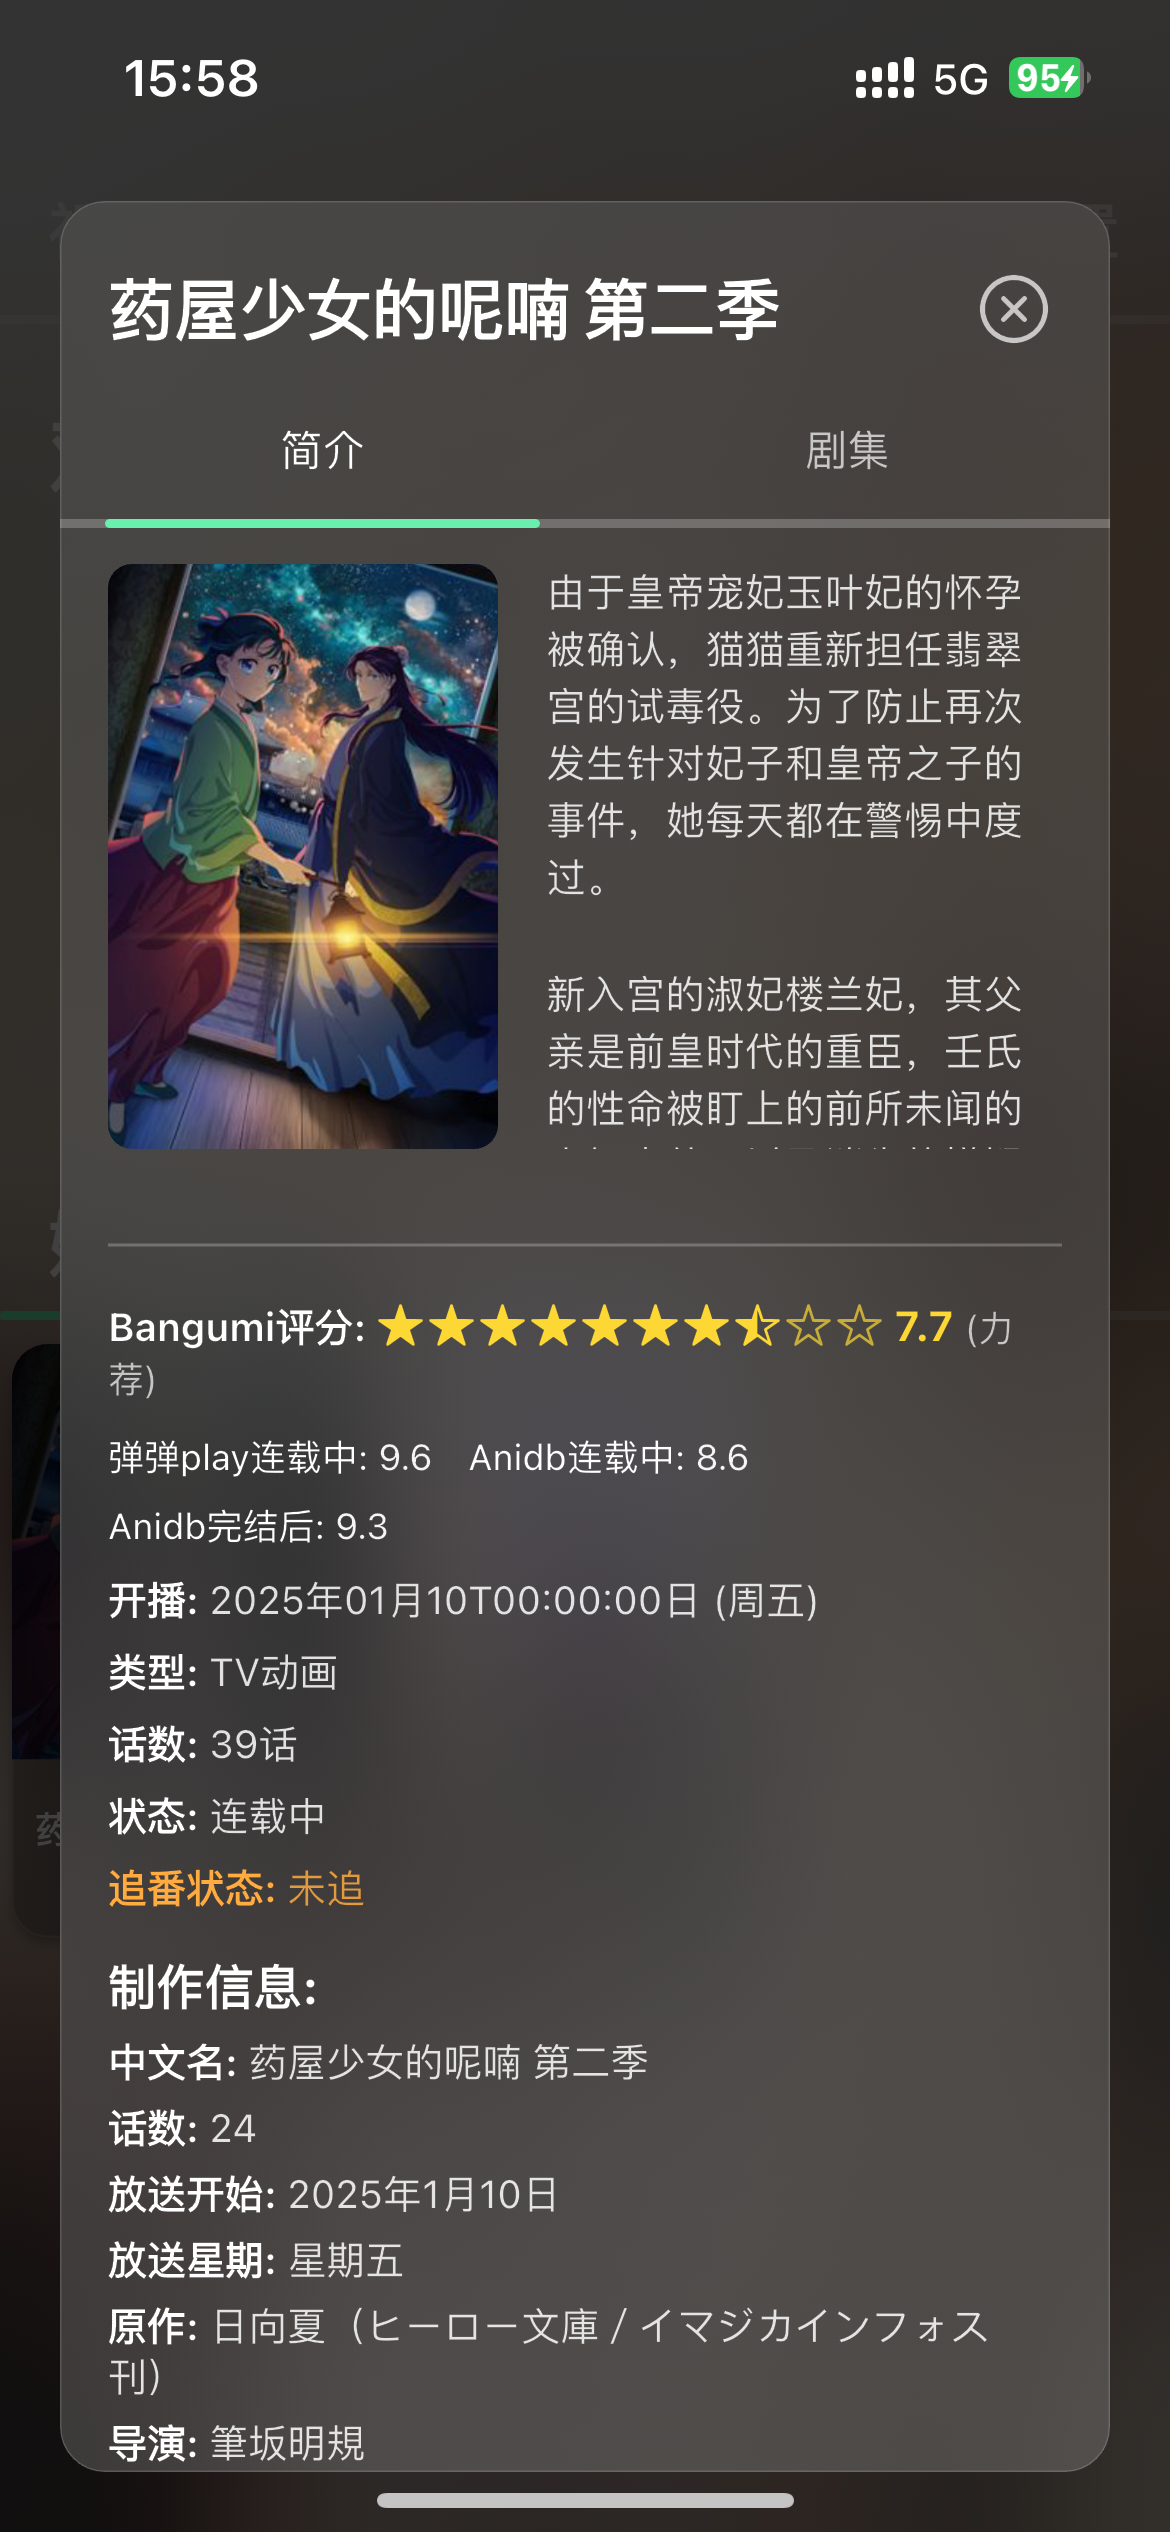 15:58
5G 95
药屋少女的呢喃 第二季
简介
剧集
由于皇帝宠妃玉叶妃的怀孕
被确认，猫猫重新担任翡翠
宫的试毒役。为了防止再次
发生针对妃子和皇帝之子的
事件，她每天都在警惕中度
过。
新入宫的淑妃楼兰妃，其父
亲是前皇时代的重臣，壬氏
的性命被盯上的前所未闻的
Bangumi评分: ★★★★★★★⯪☆☆ 7.7 (力
荐)
弹弹play连载中: 9.6 Anidb连载中: 8.6
Anidb完结后: 9.3
开播: 2025年01月10T00:00:00日 (周五)
类型: TV动画
话数: 39话
状态: 连载中
追番状态: 未追
制作信息:
中文名: 药屋少女的呢喃 第二季
话数: 24
放送开始: 2025年1月10日
放送星期: 星期五
原作: 日向夏（ヒーロー文庫 / イマジカインフォス
刊）
导演: 筆坂明規